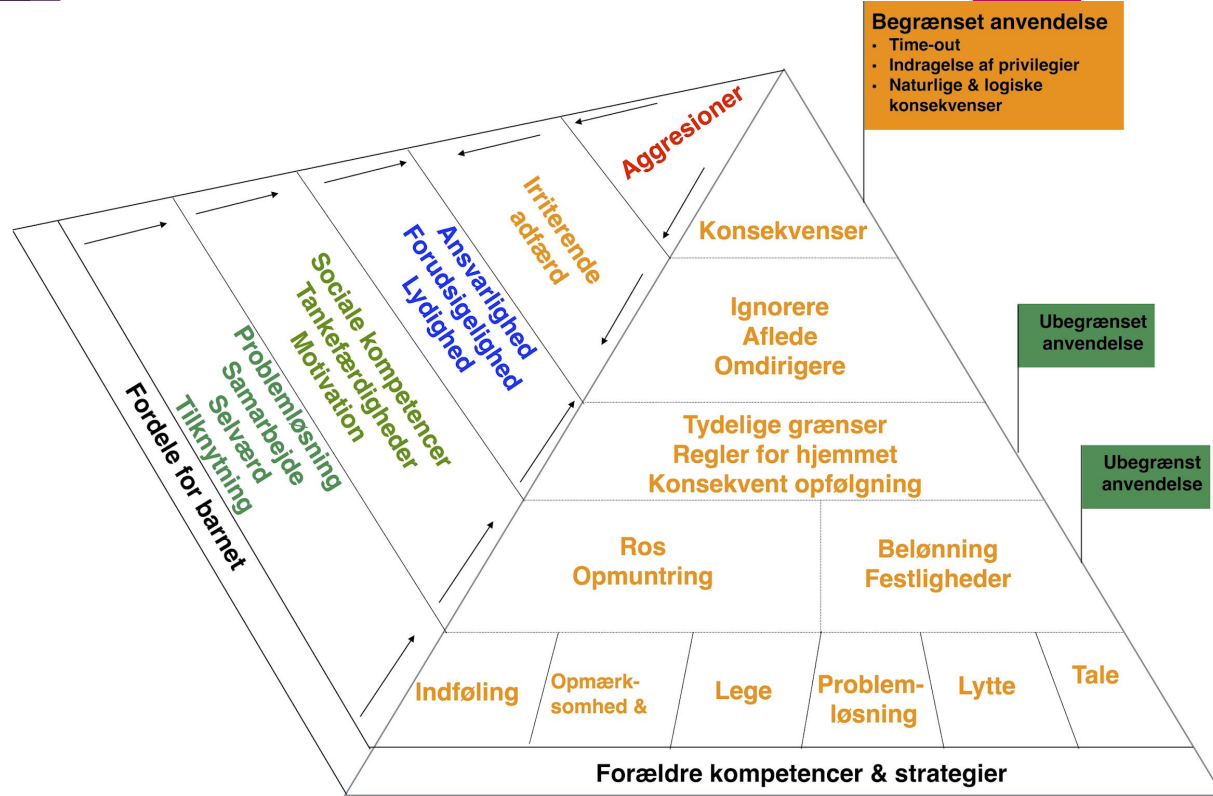 Begrænset anvendelse
• Time-out
• Indragelse af privilegier
• Naturlige & logiske
konsekvenser
Aggresioner
Irriterende
adfærd
Ansvarlighed
Forudsigelighed
Lydighed
Sociale kompetencer
Tankefærdigheder
Motivation
Problemløsning
Samarbejde
Selværd
Tilknytning
Fordele for barnet
Konsekvenser
Ignorere
Aflede
Omdirigere
Ubegrænset
anvendelse
Tydelige grænser
Regler for hjemmet
Konsekvent opfølgning
Ubegrænst
anvendelse
Ros
Opmuntring
Belønning
Festligheder
Indføling
Opmærk-
somhed &
Lege
Problem-
løsning
Lytte
Tale
Forældre kompetencer & strategier